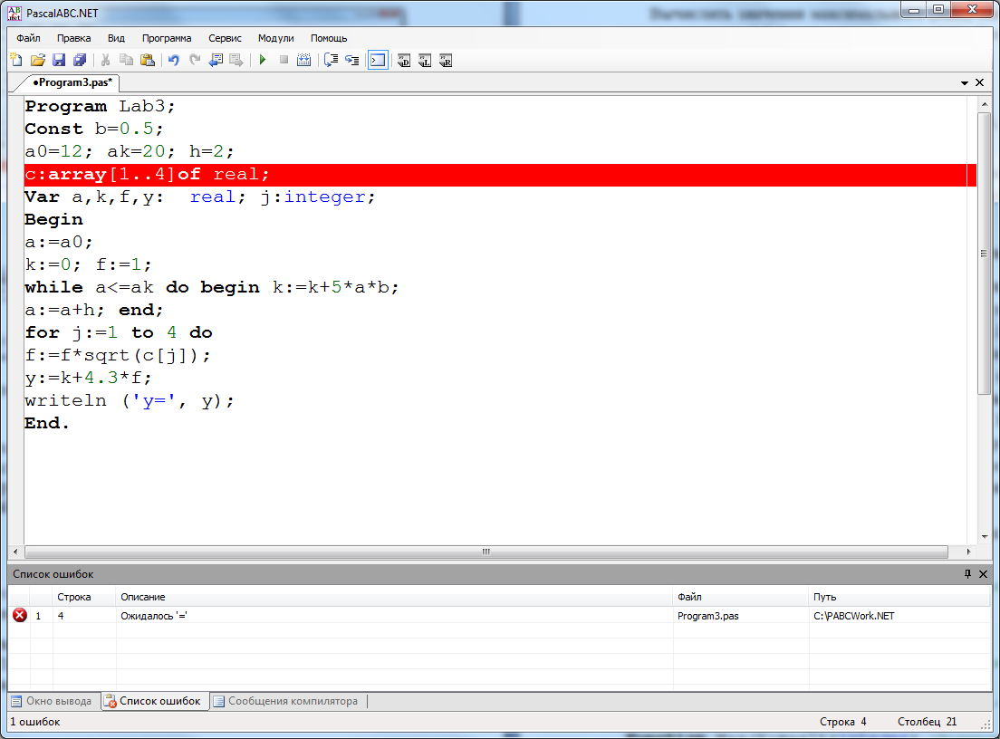 PascalABC.NET
Вычислить значения максималь
Файл Правка Вид Программа Сервис Модули Помощь
•Program3.pas*
Program Lab3;
Const b=0.5;
a0=12; ak=20; h=2;
c:array[1..4]of real;
Var a,k,f,y:  real; j:integer;
Begin
a:=a0;
k:=0; f:=1;
while a<=ak do begin k:=k+5*a*b;
a:=a+h; end;
for j:=1 to 4 do
f:=f*sqrt(c[j]);
y:=k+4.3*f;
writeln ('y=', y);
End.
Список ошибок
Строка Описание Файл Путь
1 4 Ожидалось '=' Program3.pas C:\PABCWork.NET
Окно вывода Список ошибок Сообщения компилятора
1 ошибок Строка 4 Столбец 21